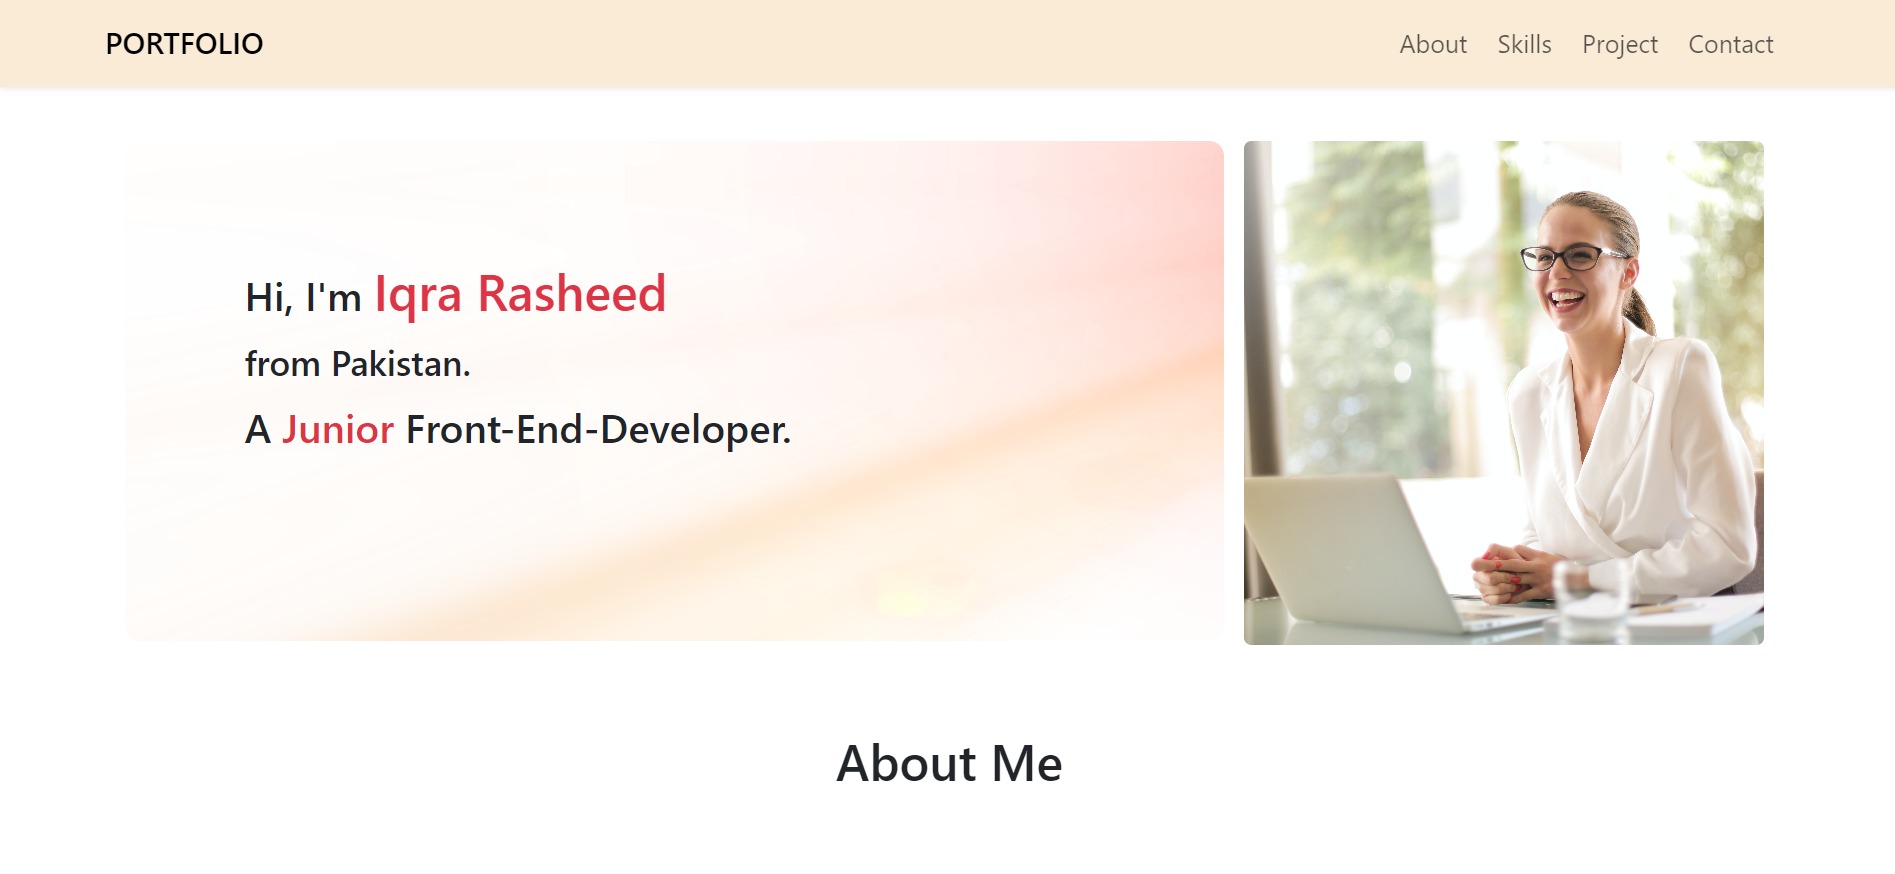 PORTFOLIO
About Skills Project Contact
Hi, I'm Iqra Rasheed
from Pakistan.
A Junior Front-End-Developer.
About Me